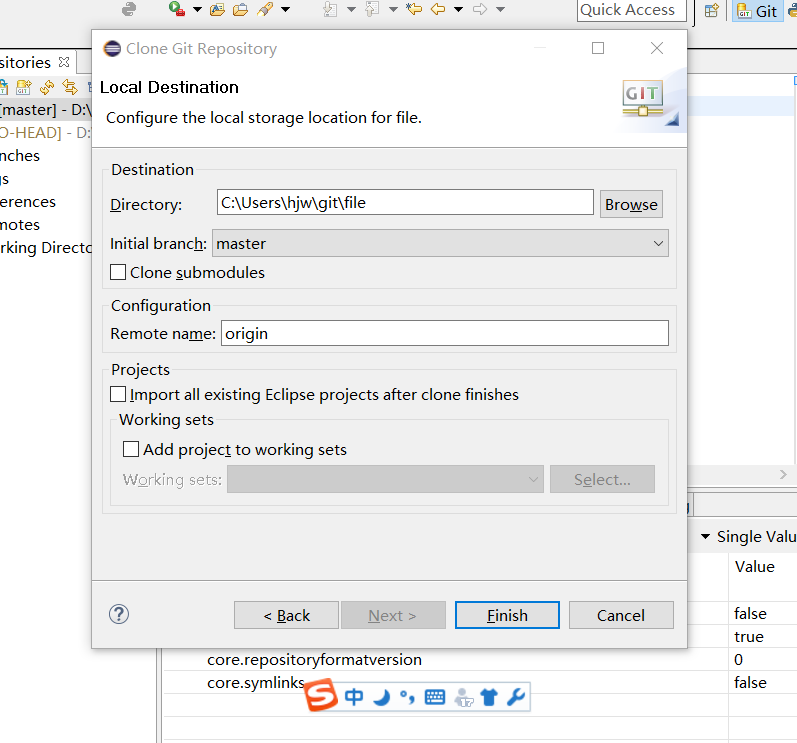 Quick Access
Git
sitories
Clone Git Repository
Local Destination
Configure the local storage location for file.
GIT
[master] - D:\
O-HEAD] - D:
nches
gs
erences
motes
rking Directo
Destination
Directory: C:\Users\hjw\git\file Browse
Initial branch: master
Clone submodules
Configuration
Remote name: origin
Projects
Import all existing Eclipse projects after clone finishes
Working sets
Add project to working sets
Working sets: Select...
Single Valu
Value
< Back Next > Finish Cancel
false
true
core.repositoryformatversion 0
core.symlinks false
S 中